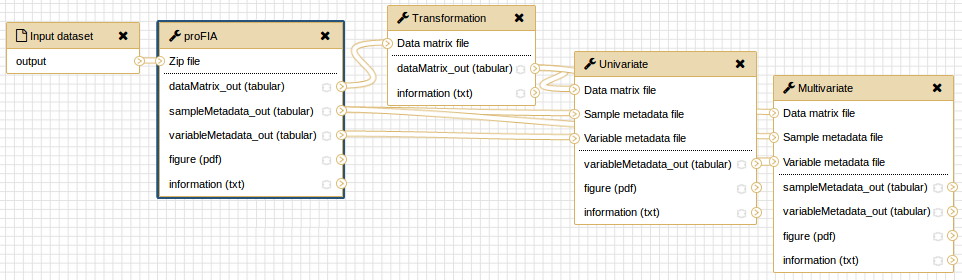 Input dataset
output
proFIA
Zip file
dataMatrix_out (tabular)
sampleMetadata_out (tabular)
variableMetadata_out (tabular)
figure (pdf)
information (txt)
Transformation
Data matrix file
dataMatrix_out (tabular)
information (txt)
Univariate
Data matrix file
Sample metadata file
Variable metadata file
variableMetadata_out (tabular)
figure (pdf)
information (txt)
Multivariate
Data matrix file
Sample metadata file
Variable metadata file
sampleMetadata_out (tabular)
variableMetadata_out (tabular)
figure (pdf)
information (txt)